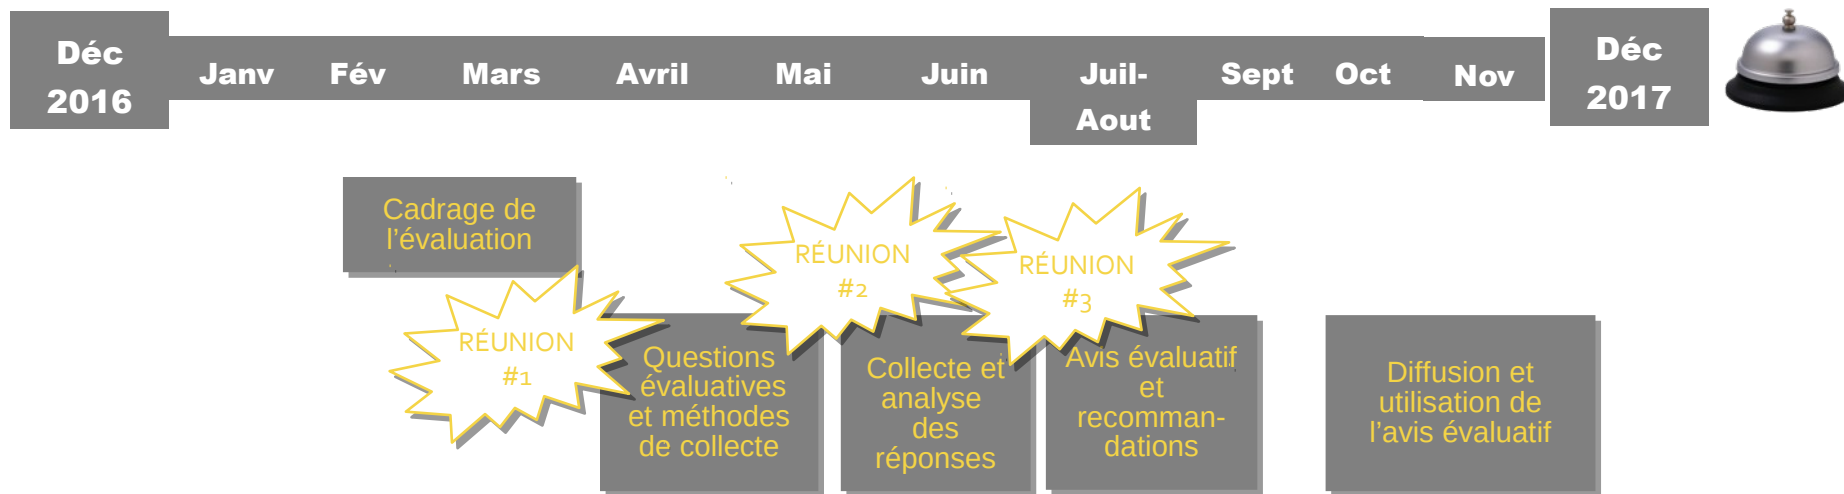 Déc
2016
Janv
Fév
Mars
Avril
Mai
Juin
Juil-
Aout
Sept
Oct
Nov
Déc
2017
Cadrage de
l’évaluation
RÉUNION
#1
Questions
évaluatives
et méthodes
de collecte
RÉUNION
#2
Collecte et
analyse
des
réponses
RÉUNION
#3
Avis évaluatif
et
recomman-
dations
Diffusion et
utilisation de
l’avis évaluatif